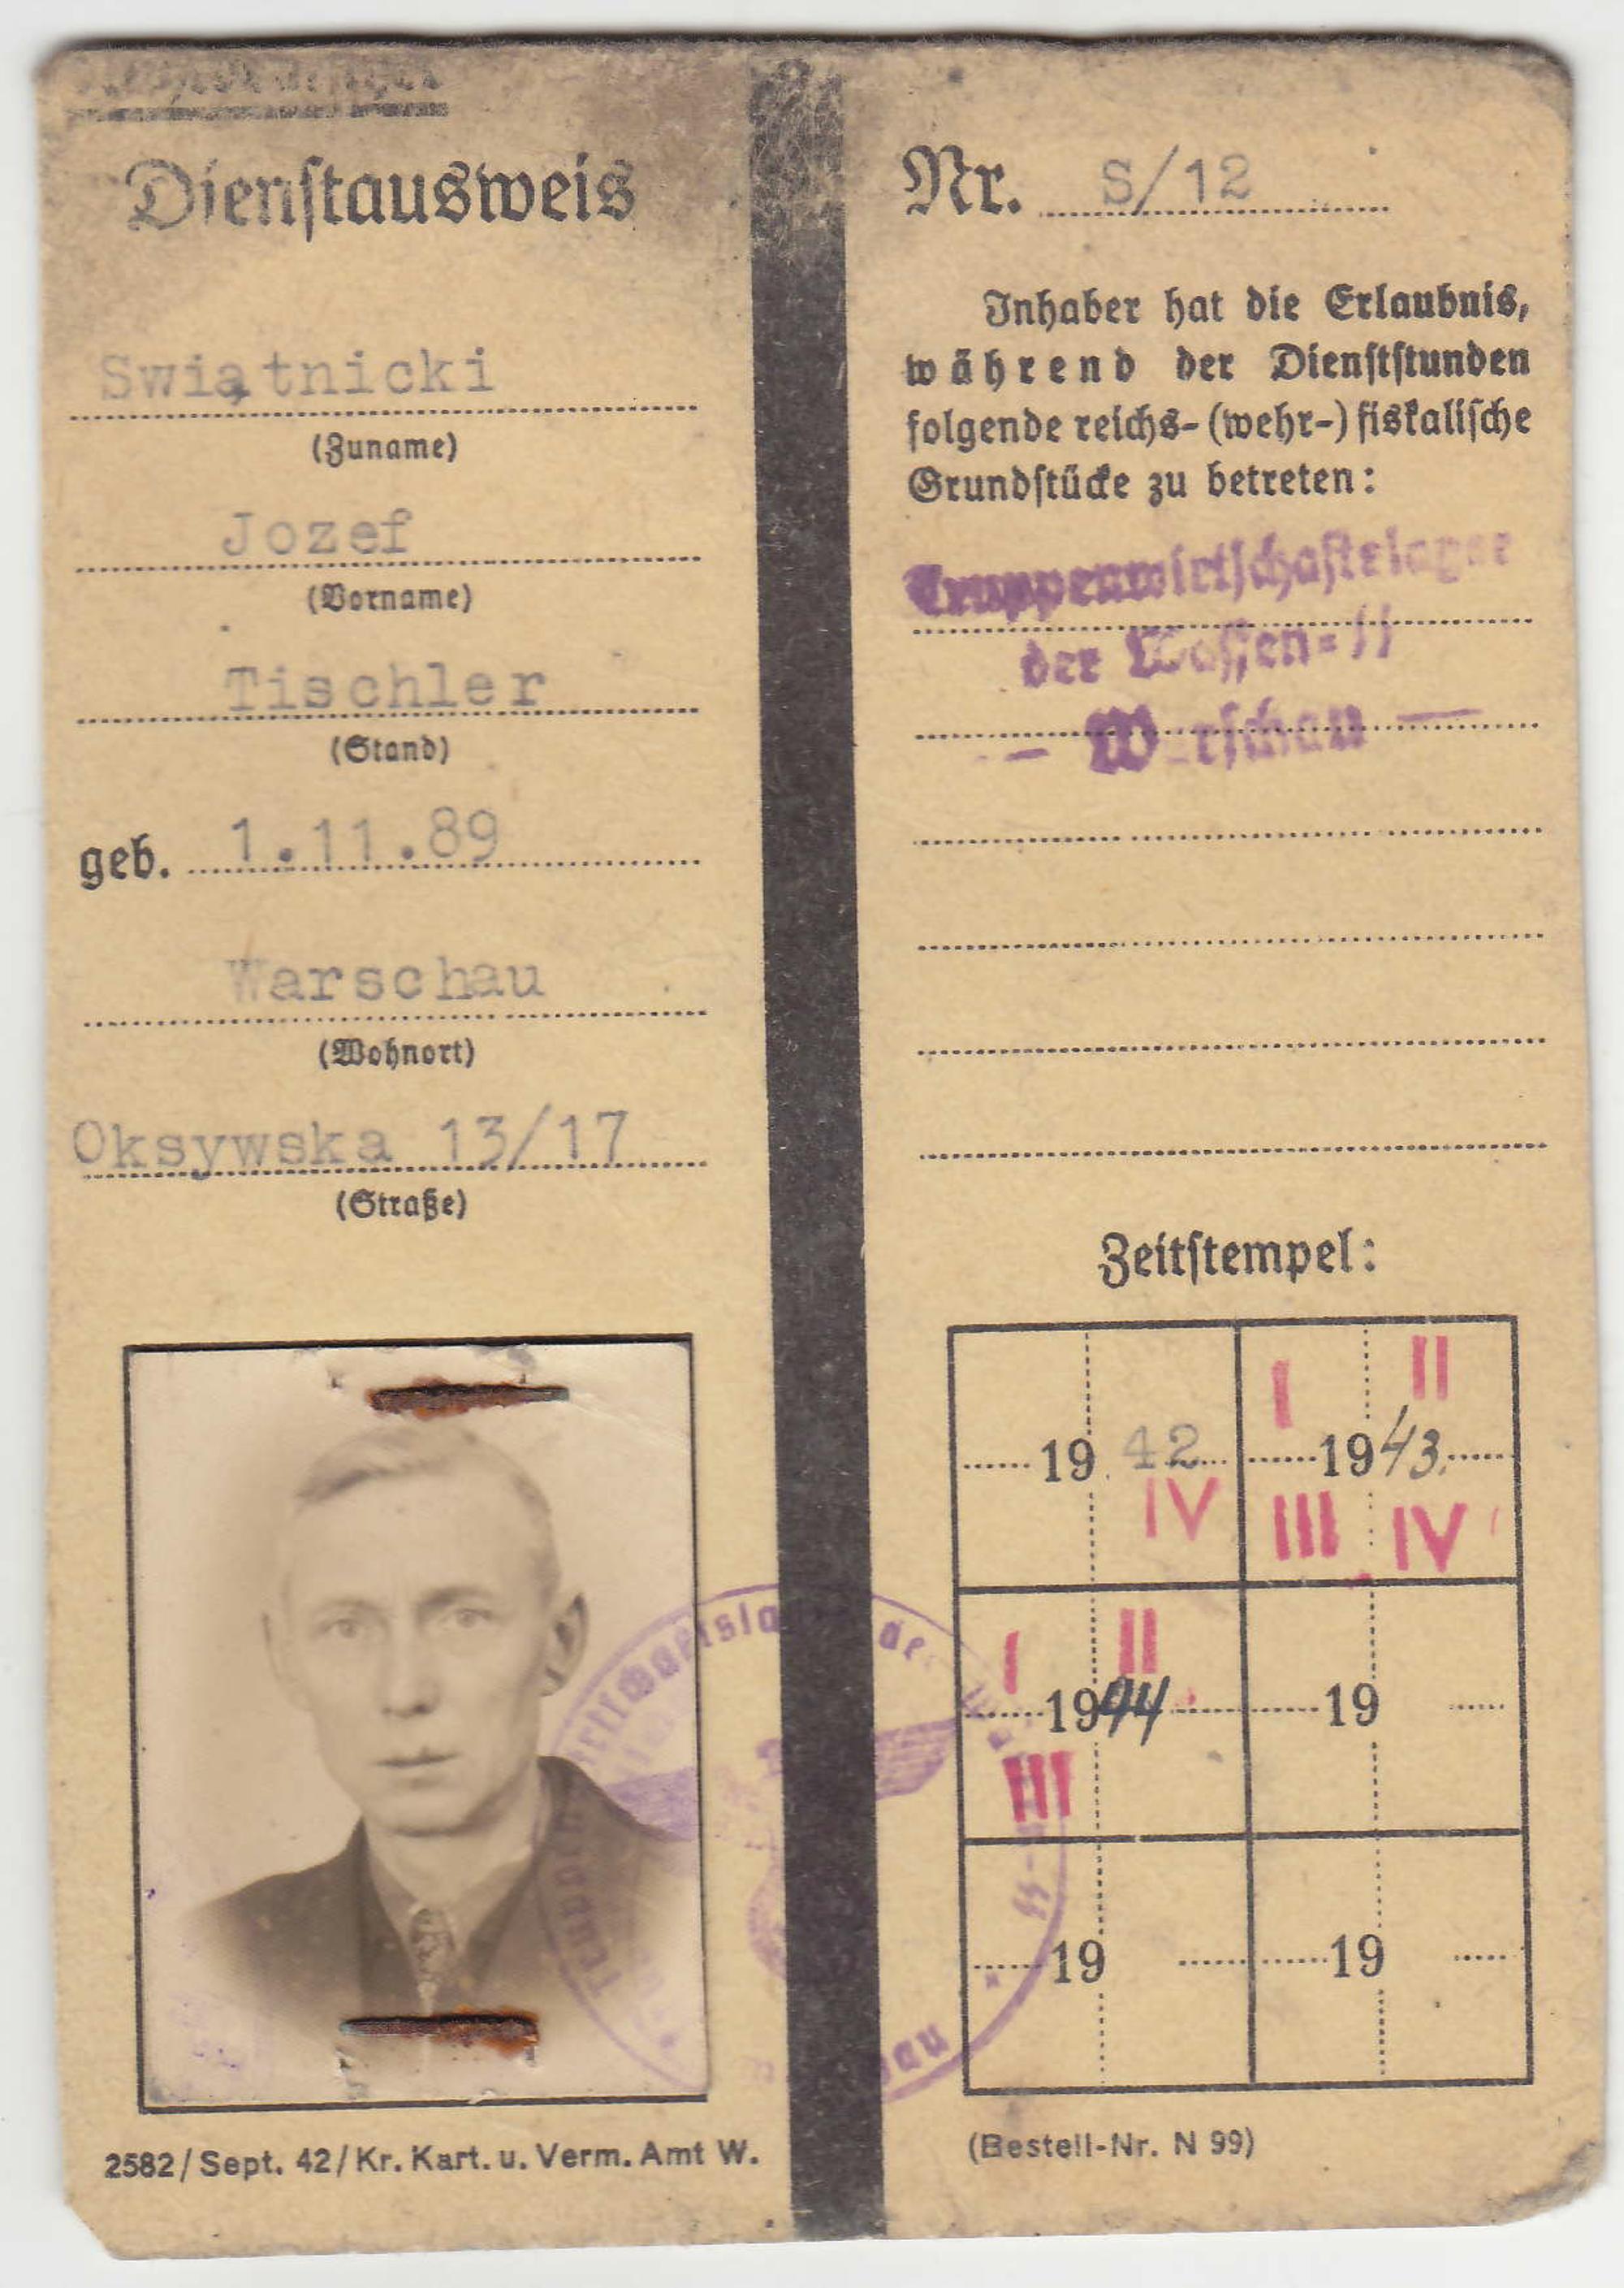 Dienstausweis
Swiątnicki
(Zuname)
Jozef
(Vorname)
Tischler
(Stand)
geb. 1.11.89
Warschau
(Wohnort)
Oksywska 13/17
(Straße)
2582/Sept. 42/Kr. Kart. u. Verm. Amt W.
Nr. S/12
Inhaber hat die Erlaubnis,
während der Dienststunden
folgende reichs-(wehr-)fiskalische
Grundstücke zu betreten:
Truppenwirtschaftslager
der Waffen-SS
— Warschau —
Zeitstempel:
I II
19 42 1943.
IV III IV
I II
1944 19
III
19 19
(Bestell-Nr. N 99)